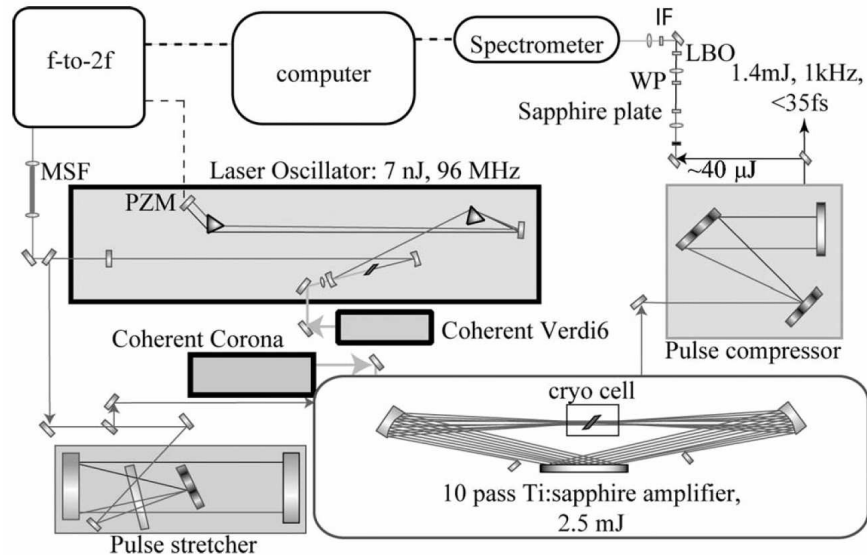 f-to-2f
computer
Spectrometer
IF
LBO
WP
Sapphire plate
1.4mJ, 1kHz,
<35fs
~40 μJ
MSF
Laser Oscillator: 7 nJ, 96 MHz
PZM
Coherent Verdi6
Coherent Corona
Pulse compressor
cryo cell
10 pass Ti:sapphire amplifier,
2.5 mJ
Pulse stretcher